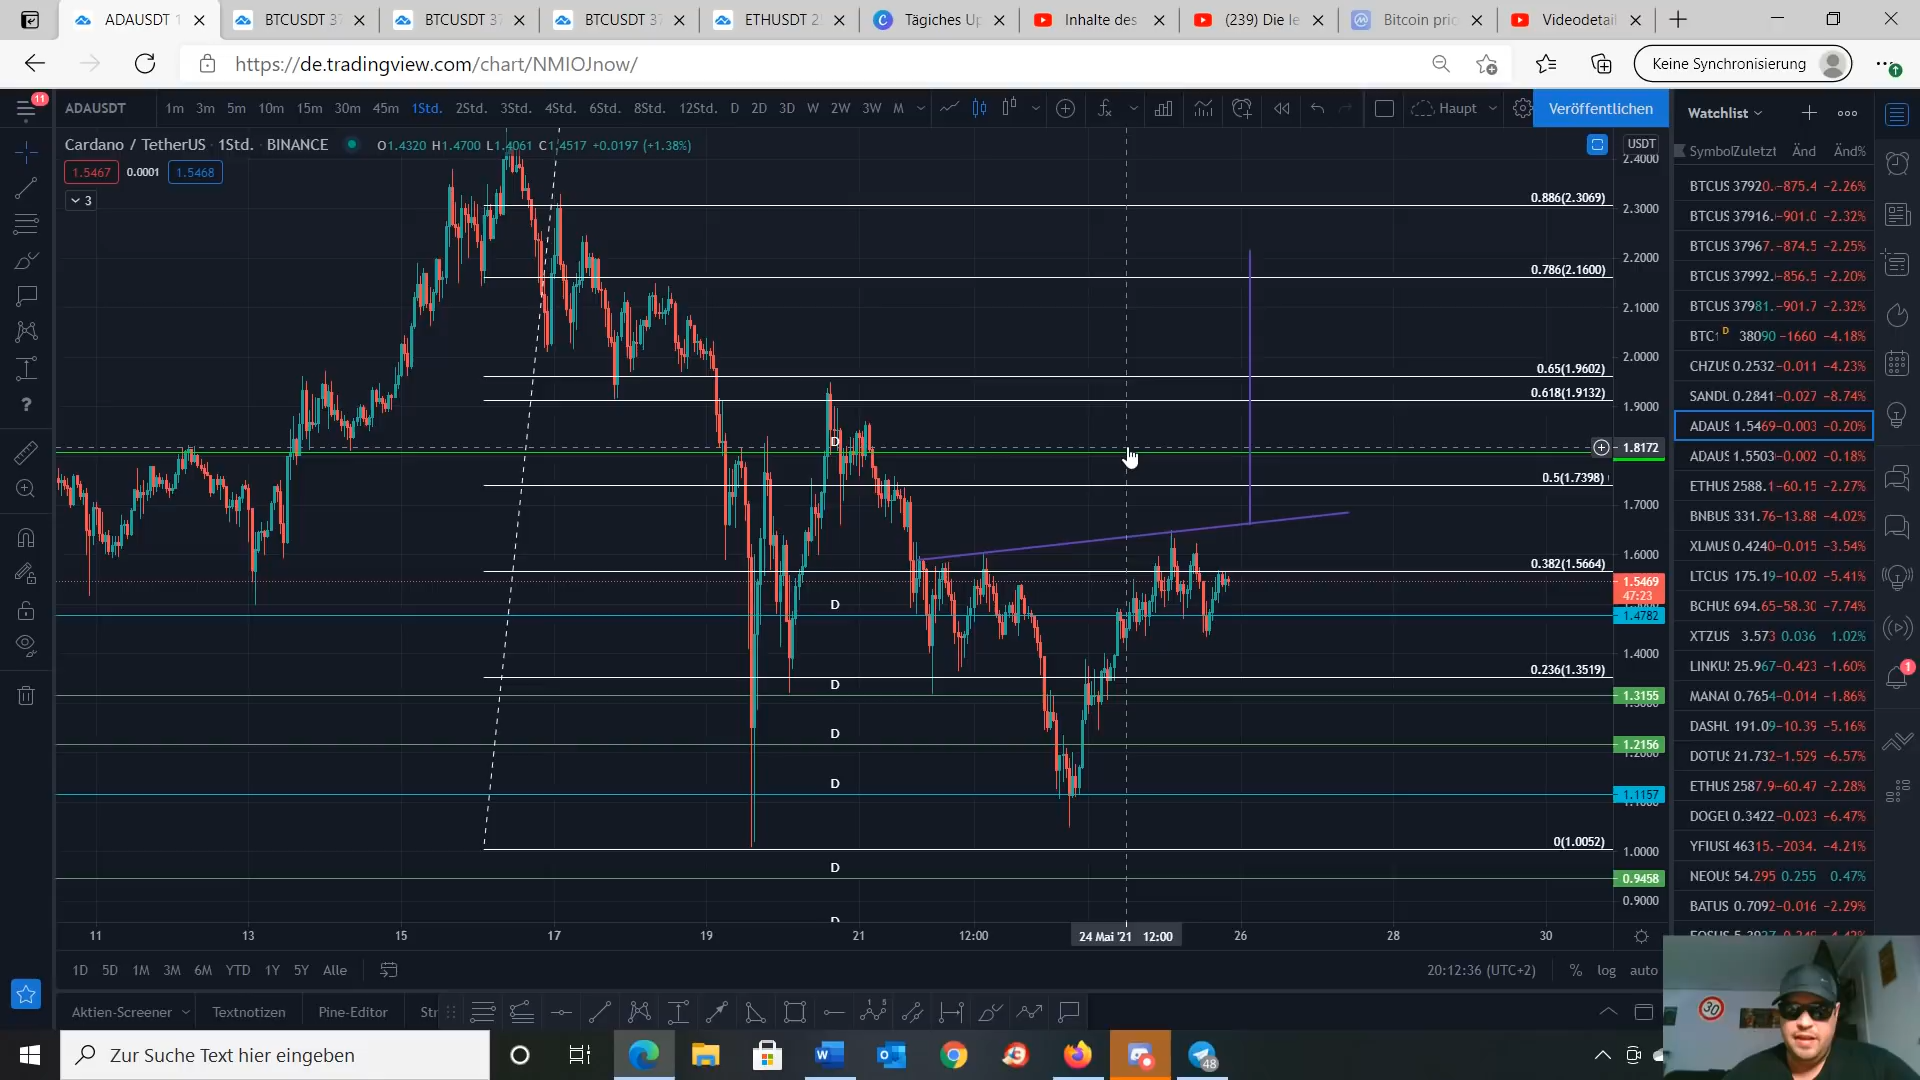 ADAUSDT 1
BTCUSDT 37
BTCUSDT 37
BTCUSDT 37
ETHUSDT 2
Tägiches Up
Inhalte des
(239) Die le
Bitcoin pric
Videodetail
https://de.tradingview.com/chart/NMIOJnow/
Keine Synchronisierung
11
ADAUSDT
1m 3m 5m 10m 15m 30m 45m 1Std. 2Std. 3Std. 4Std. 6Std. 8Std. 12Std. D 2D 3D W 2W 3W M
Haupt
Veröffentlichen
Cardano / TetherUS · 1Std. · BINANCE
O1.4320 H1.4700 L1.4061 C1.4517 +0.0197 (+1.38%)
1.5467 0.0001 1.5468
3
USDT
2.4000
0.886(2.3069)
2.3000
2.2000
0.786(2.1600)
2.1000
2.0000
0.65(1.9602)
0.618(1.9132)
1.9000
D
1.8172
0.5(1.7398)
1.7000
1.6000
0.382(1.5664)
1.5469
47:23
D
1.4782
1.4000
0.236(1.3519)
D
1.3155
D
1.2156
D
1.1157
0(1.0052)
1.0000
D
0.9458
0.9000
D
11 13 15 17 19 21 12:00 24 Mai '21 12:00 26 28 30
1D 5D 1M 3M 6M YTD 1Y 5Y Alle
20:12:36 (UTC+2) % log auto
Aktien-Screener Textnotizen Pine-Editor Str
Watchlist
Symbol Zuletzt Änd Änd%
BTCUS 37920. -875.4 -2.26%
BTCUS 37916. -901.0 -2.32%
BTCUS 37967. -874.5 -2.25%
BTCUS 37992. -856.5 -2.20%
BTCUS 37981. -901.7 -2.32%
BTC1 D 38090 -1660 -4.18%
CHZUS 0.2532 -0.011 -4.23%
SANDU 0.2841 -0.027 -8.74%
ADAUS 1.5469 -0.003 -0.20%
ADAUS 1.5503 -0.002 -0.18%
ETHUS 2588.1 -60.15 -2.27%
BNBUS 331.76 -13.88 -4.02%
XLMUS 0.4240 -0.015 -3.54%
LTCUS 175.19 -10.02 -5.41%
BCHUS 694.65 -58.30 -7.74%
XTZUS 3.573 0.036 1.02%
LINKUS 25.967 -0.423 -1.60%
MANAU 0.7654 -0.014 -1.86%
DASHU 191.09 -10.39 -5.16%
DOTUS 21.732 -1.529 -6.57%
ETHUS 2587.9 -60.47 -2.28%
DOGEU 0.3422 -0.023 -6.47%
YFIUSD 46315. -2034. -4.21%
NEOUS 54.295 0.255 0.47%
BATUS 0.7092 -0.016 -2.29%
1
30
Zur Suche Text hier eingeben
48